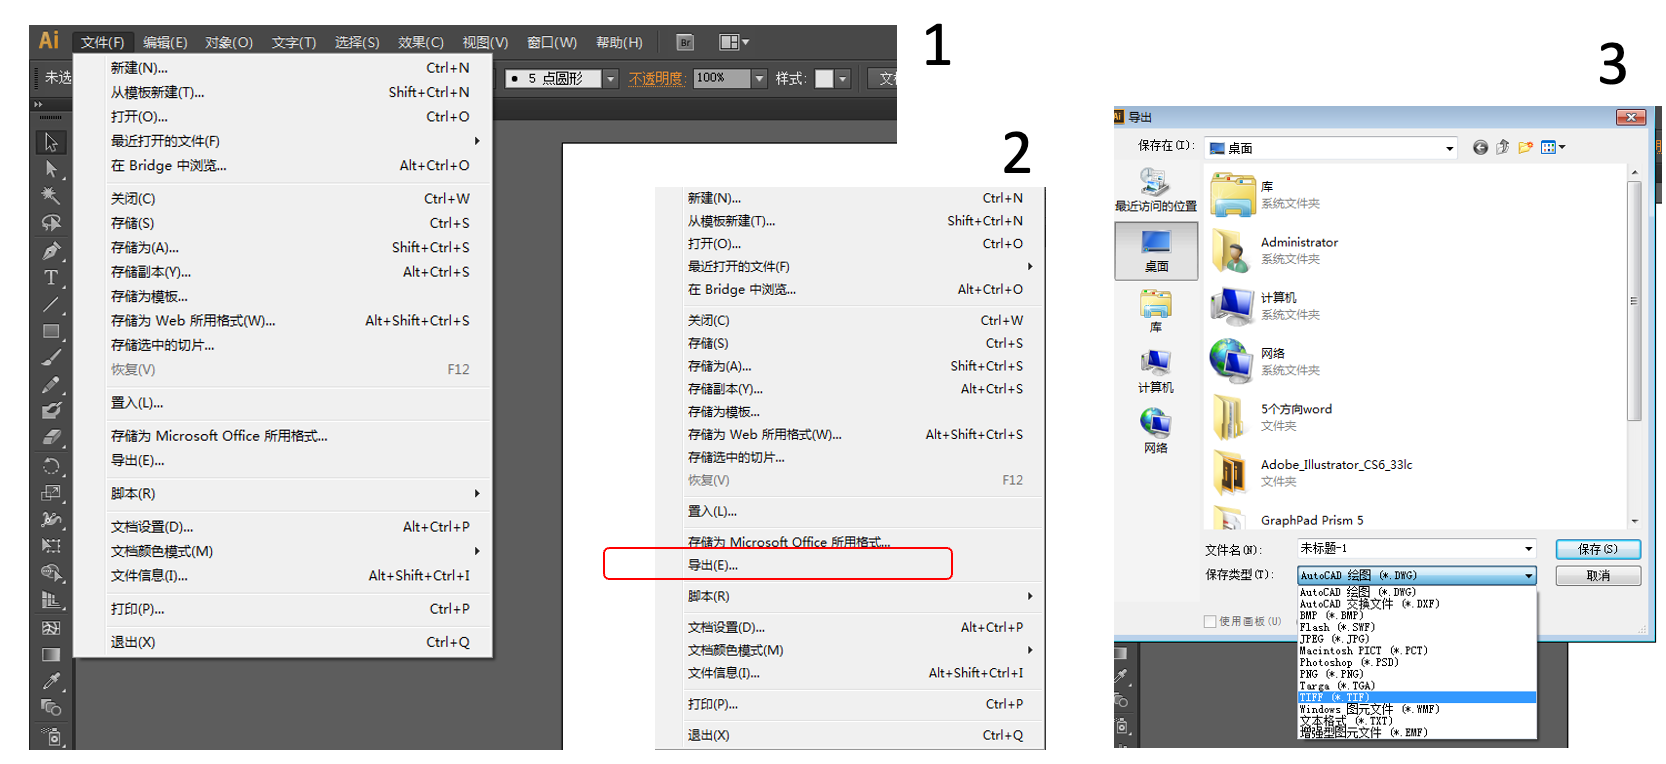 1
Ai 文件(F) 编辑(E) 对象(O) 文字(T) 选择(S) 效果(C) 视图(V) 窗口(W) 帮助(H) Br
未选
5 点圆形 不透明度: 100% 样式: 文档
新建(N)... Ctrl+N
从模板新建(T)... Shift+Ctrl+N
打开(O)... Ctrl+O
最近打开的文件(F)
在 Bridge 中浏览... Alt+Ctrl+O
关闭(C) Ctrl+W
存储(S) Ctrl+S
存储为(A)... Shift+Ctrl+S
存储副本(Y)... Alt+Ctrl+S
存储为模板...
存储为 Web 所用格式(W)... Alt+Shift+Ctrl+S
存储选中的切片...
恢复(V) F12
置入(L)...
存储为 Microsoft Office 所用格式...
导出(E)...
脚本(R)
文档设置(D)... Alt+Ctrl+P
文档颜色模式(M)
文件信息(I)... Alt+Shift+Ctrl+I
打印(P)... Ctrl+P
退出(X) Ctrl+Q
2
新建(N)... Ctrl+N
从模板新建(T)... Shift+Ctrl+N
打开(O)... Ctrl+O
最近打开的文件(F)
在 Bridge 中浏览... Alt+Ctrl+O
关闭(C) Ctrl+W
存储(S) Ctrl+S
存储为(A)... Shift+Ctrl+S
存储副本(Y)... Alt+Ctrl+S
存储为模板...
存储为 Web 所用格式(W)... Alt+Shift+Ctrl+S
存储选中的切片...
恢复(V) F12
置入(L)...
存储为 Microsoft Office 所用格式...
导出(E)...
脚本(R)
文档设置(D)... Alt+Ctrl+P
文档颜色模式(M)
文件信息(I)... Alt+Shift+Ctrl+I
打印(P)... Ctrl+P
退出(X) Ctrl+Q
3
Ai 导出
保存在(I): 桌面
最近访问的位置
桌面
库
计算机
网络
库
系统文件夹
Administrator
系统文件夹
计算机
系统文件夹
网络
系统文件夹
5个方向word
文件夹
Adobe_Illustrator_CS6_33lc
文件夹
GraphPad Prism 5
文件名(N): 未标题-1 保存(S)
保存类型(T): AutoCAD 绘图 (*.DWG) 取消
使用画板(U)
AutoCAD 绘图 (*.DWG)
AutoCAD 交换文件 (*.DXF)
BMP (*.BMP)
Flash (*.SWF)
JPEG (*.JPG)
Macintosh PICT (*.PCT)
Photoshop (*.PSD)
PNG (*.PNG)
Targa (*.TGA)
TIFF (*.TIF)
Windows 图元文件 (*.WMF)
文本格式 (*.TXT)
增强型图元文件 (*.EMF)